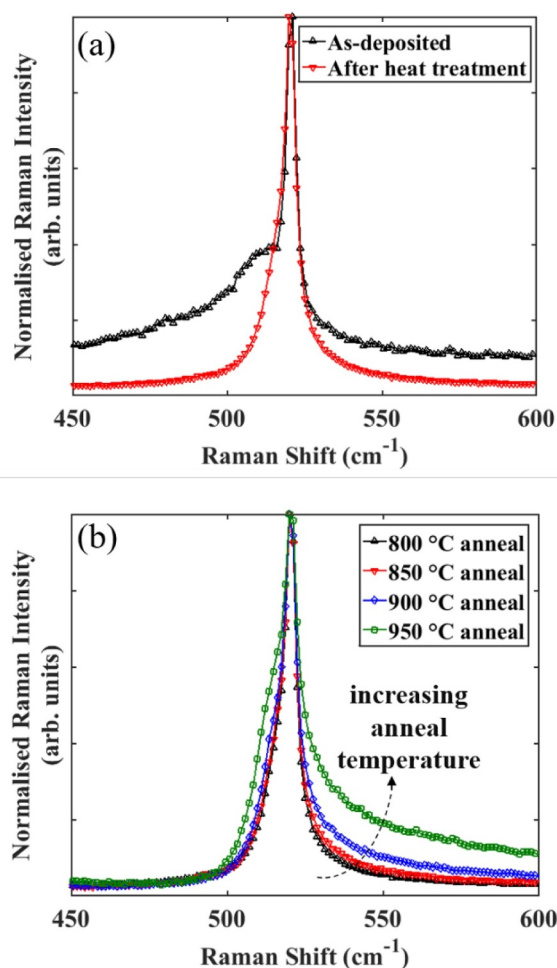 (a)
As-deposited
After heat treatment
Normalised Raman Intensity
(arb. units)
450
500
550
600
Raman Shift (cm⁻¹)
(b)
800 °C anneal
850 °C anneal
900 °C anneal
950 °C anneal
increasing
anneal
temperature
Normalised Raman Intensity
(arb. units)
450
500
550
600
Raman Shift (cm⁻¹)